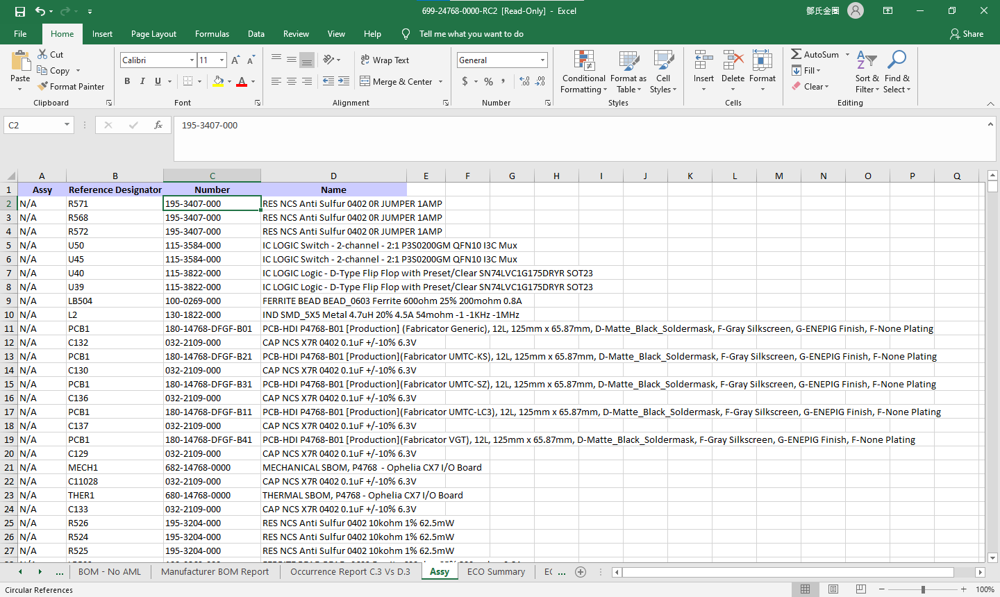 699-24768-0000-RC2 [Read-Only] - Excel
鄧氏金圈
File Home Insert Page Layout Formulas Data Review View Help Tell me what you want to do Share
Cut
Copy
Format Painter
Paste
Clipboard
Calibri 11
B I U A A A
Font
Wrap Text
Merge & Center
Alignment
General
$ % ,
Number
Conditional Formatting
Format as Table
Cell Styles
Styles
Insert Delete Format
Cells
AutoSum
Fill
Clear
Sort & Filter
Find & Select
Editing
C2 fx 195-3407-000
A B C D E F G H I J K L M N O P Q
1 Assy Reference Designator Number Name
2 N/A R571 195-3407-000 RES NCS Anti Sulfur 0402 0R JUMPER 1AMP
3 N/A R568 195-3407-000 RES NCS Anti Sulfur 0402 0R JUMPER 1AMP
4 N/A R572 195-3407-000 RES NCS Anti Sulfur 0402 0R JUMPER 1AMP
5 N/A U50 115-3584-000 IC LOGIC Switch - 2-channel - 2:1 P3S0200GM QFN10 I3C Mux
6 N/A U45 115-3584-000 IC LOGIC Switch - 2-channel - 2:1 P3S0200GM QFN10 I3C Mux
7 N/A U40 115-3822-000 IC LOGIC Logic - D-Type Flip Flop with Preset/Clear SN74LVC1G175DRYR SOT23
8 N/A U39 115-3822-000 IC LOGIC Logic - D-Type Flip Flop with Preset/Clear SN74LVC1G175DRYR SOT23
9 N/A LB504 100-0269-000 FERRITE BEAD BEAD_0603 Ferrite 600ohm 25% 200mohm 0.8A
10 N/A L2 130-1822-000 IND SMD_5X5 Metal 4.7uH 20% 4.5A 54mohm -1 -1KHz -1MHz
11 N/A PCB1 180-14768-DFGF-B01 PCB-HDI P4768-B01 [Production] (Fabricator Generic), 12L, 125mm x 65.87mm, D-Matte_Black_Soldermask, F-Gray Silkscreen, G-ENEPIG Finish, F-None Plating
12 N/A C132 032-2109-000 CAP NCS X7R 0402 0.1uF +/-10% 6.3V
13 N/A PCB1 180-14768-DFGF-B21 PCB-HDI P4768-B01 [Production](Fabricator UMTC-KS), 12L, 125mm x 65.87mm, D-Matte_Black_Soldermask, F-Gray Silkscreen, G-ENEPIG Finish, F-None Plating
14 N/A C130 032-2109-000 CAP NCS X7R 0402 0.1uF +/-10% 6.3V
15 N/A PCB1 180-14768-DFGF-B31 PCB-HDI P4768-B01 [Production](Fabricator UMTC-SZ), 12L, 125mm x 65.87mm, D-Matte_Black_Soldermask, F-Gray Silkscreen, G-ENEPIG Finish, F-None Plating
16 N/A C136 032-2109-000 CAP NCS X7R 0402 0.1uF +/-10% 6.3V
17 N/A PCB1 180-14768-DFGF-B11 PCB-HDI P4768-B01 [Production](Fabricator UMTC-LC3), 12L, 125mm x 65.87mm, D-Matte_Black_Soldermask, F-Gray Silkscreen, G-ENEPIG Finish, F-None Plating
18 N/A C137 032-2109-000 CAP NCS X7R 0402 0.1uF +/-10% 6.3V
19 N/A PCB1 180-14768-DFGF-B41 PCB-HDI P4768-B01 [Production](Fabricator VGT), 12L, 125mm x 65.87mm, D-Matte_Black_Soldermask, F-Gray Silkscreen, G-ENEPIG Finish, F-None Plating
20 N/A C129 032-2109-000 CAP NCS X7R 0402 0.1uF +/-10% 6.3V
21 N/A MECH1 682-14768-0000 MECHANICAL SBOM, P4768 - Ophelia CX7 I/O Board
22 N/A C11028 032-2109-000 CAP NCS X7R 0402 0.1uF +/-10% 6.3V
23 N/A THER1 680-14768-0000 THERMAL SBOM, P4768 - Ophelia CX7 I/O Board
24 N/A C133 032-2109-000 CAP NCS X7R 0402 0.1uF +/-10% 6.3V
25 N/A R526 195-3204-000 RES NCS Anti Sulfur 0402 10kohm 1% 62.5mW
26 N/A R524 195-3204-000 RES NCS Anti Sulfur 0402 10kohm 1% 62.5mW
27 N/A R525 195-3204-000 RES NCS Anti Sulfur 0402 10kohm 1% 62.5mW
... BOM - No AML Manufacturer BOM Report Occurrence Report C.3 Vs D.3 Assy ECO Summary EC ...
Circular References 100%